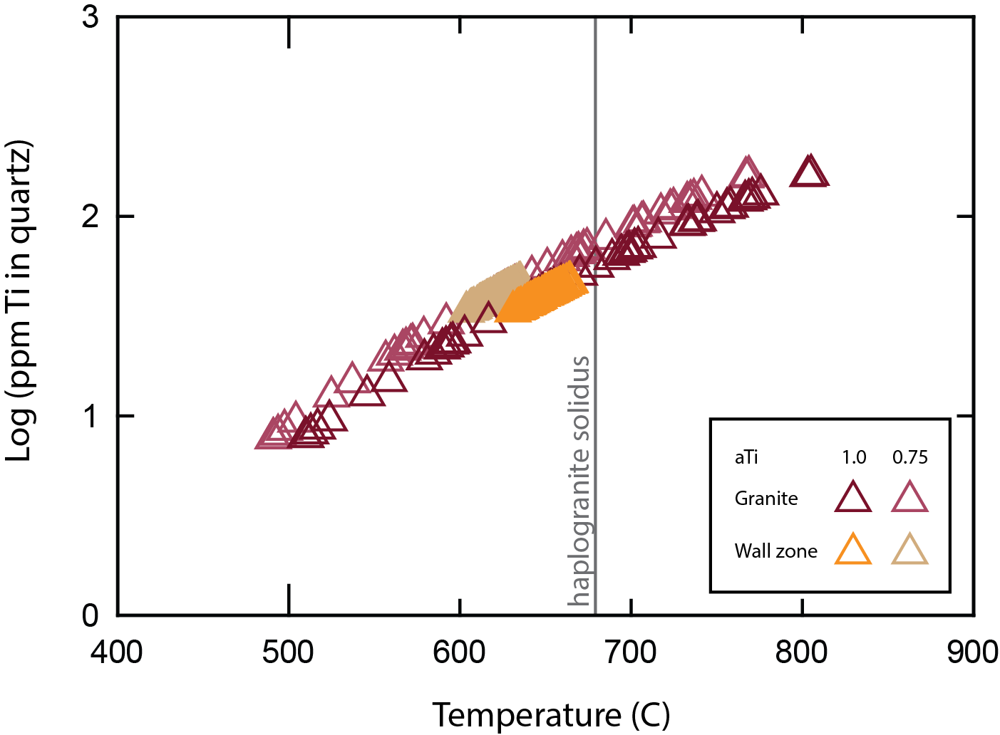 3
2
1
0
Log (ppm Ti in quartz)
haplogranite solidus
aTi 1.0 0.75
Granite
Wall zone
400 500 600 700 800 900
Temperature (C)